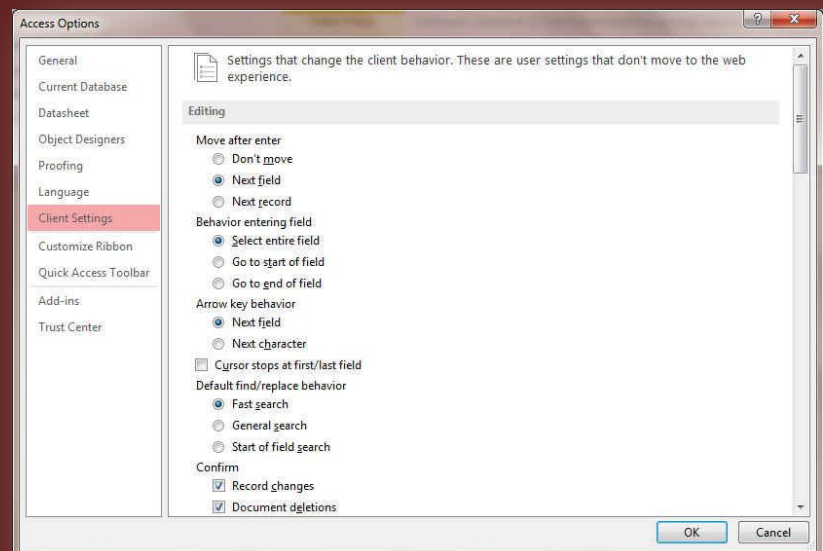 Access Options
General
Current Database
Datasheet
Object Designers
Proofing
Language
Client Settings
Customize Ribbon
Quick Access Toolbar
Add-ins
Trust Center
Settings that change the client behavior. These are user settings that don't move to the web
experience.
Editing
Move after enter
Don't move
Next field
Next record
Behavior entering field
Select entire field
Go to start of field
Go to end of field
Arrow key behavior
Next field
Next character
Cursor stops at first/last field
Default find/replace behavior
Fast search
General search
Start of field search
Confirm
Record changes
Document deletions
OK
Cancel